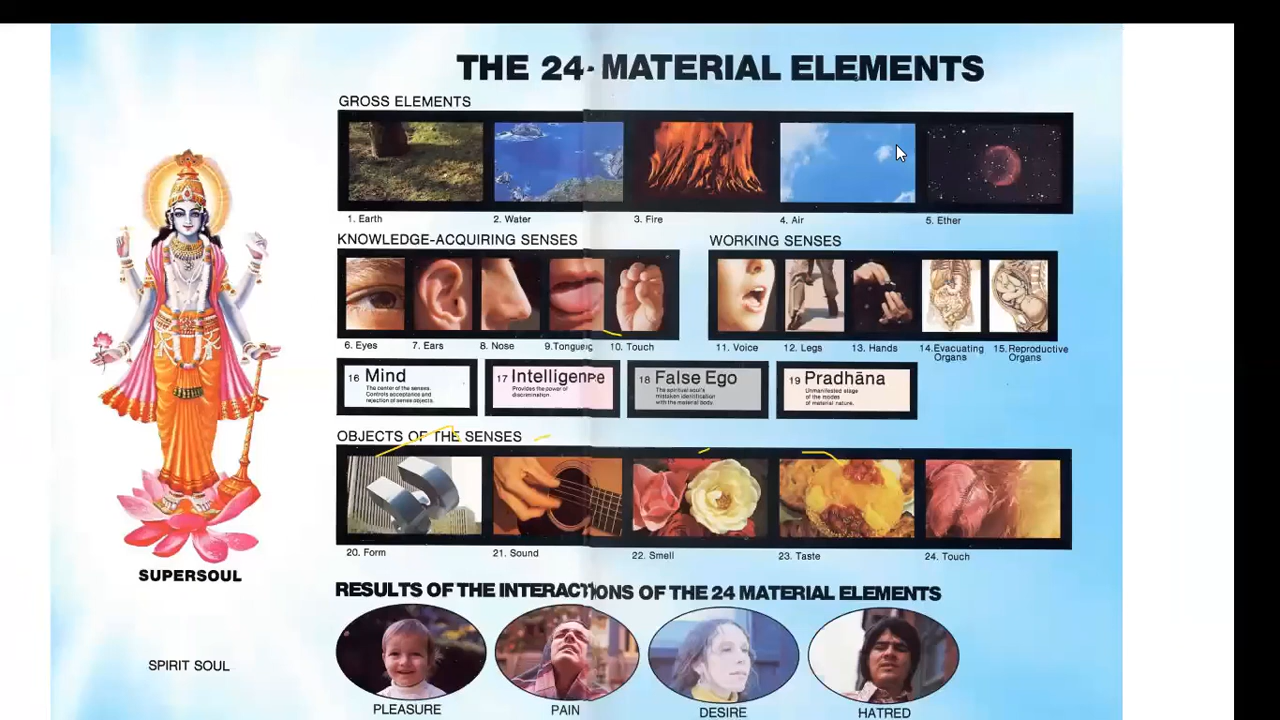 THE 24 MATERIAL ELEMENTS
GROSS ELEMENTS
1. Earth
2. Water
3. Fire
4. Air
5. Ether
KNOWLEDGE-ACQUIRING SENSES
6. Eyes
7. Ears
8. Nose
9.Tongue
10. Touch
WORKING SENSES
11. Voice
12. Legs
13. Hands
14.Evacuating
Organs
15.Reproductive
Organs
16 Mind
The center of the senses.
Controls acceptance and
rejection of sense objects.
17 Intelligence
Provides the power of
discrimination.
18 False Ego
The spiritual soul's
mistaken identification
with the material body.
19 Pradhāna
Unmanifested stage
of the modes
of material nature.
OBJECTS OF THE SENSES
20. Form
21. Sound
22. Smell
23. Taste
24. Touch
SUPERSOUL
SPIRIT SOUL
RESULTS OF THE INTERACTIONS OF THE 24 MATERIAL ELEMENTS
PLEASURE
PAIN
DESIRE
HATRED